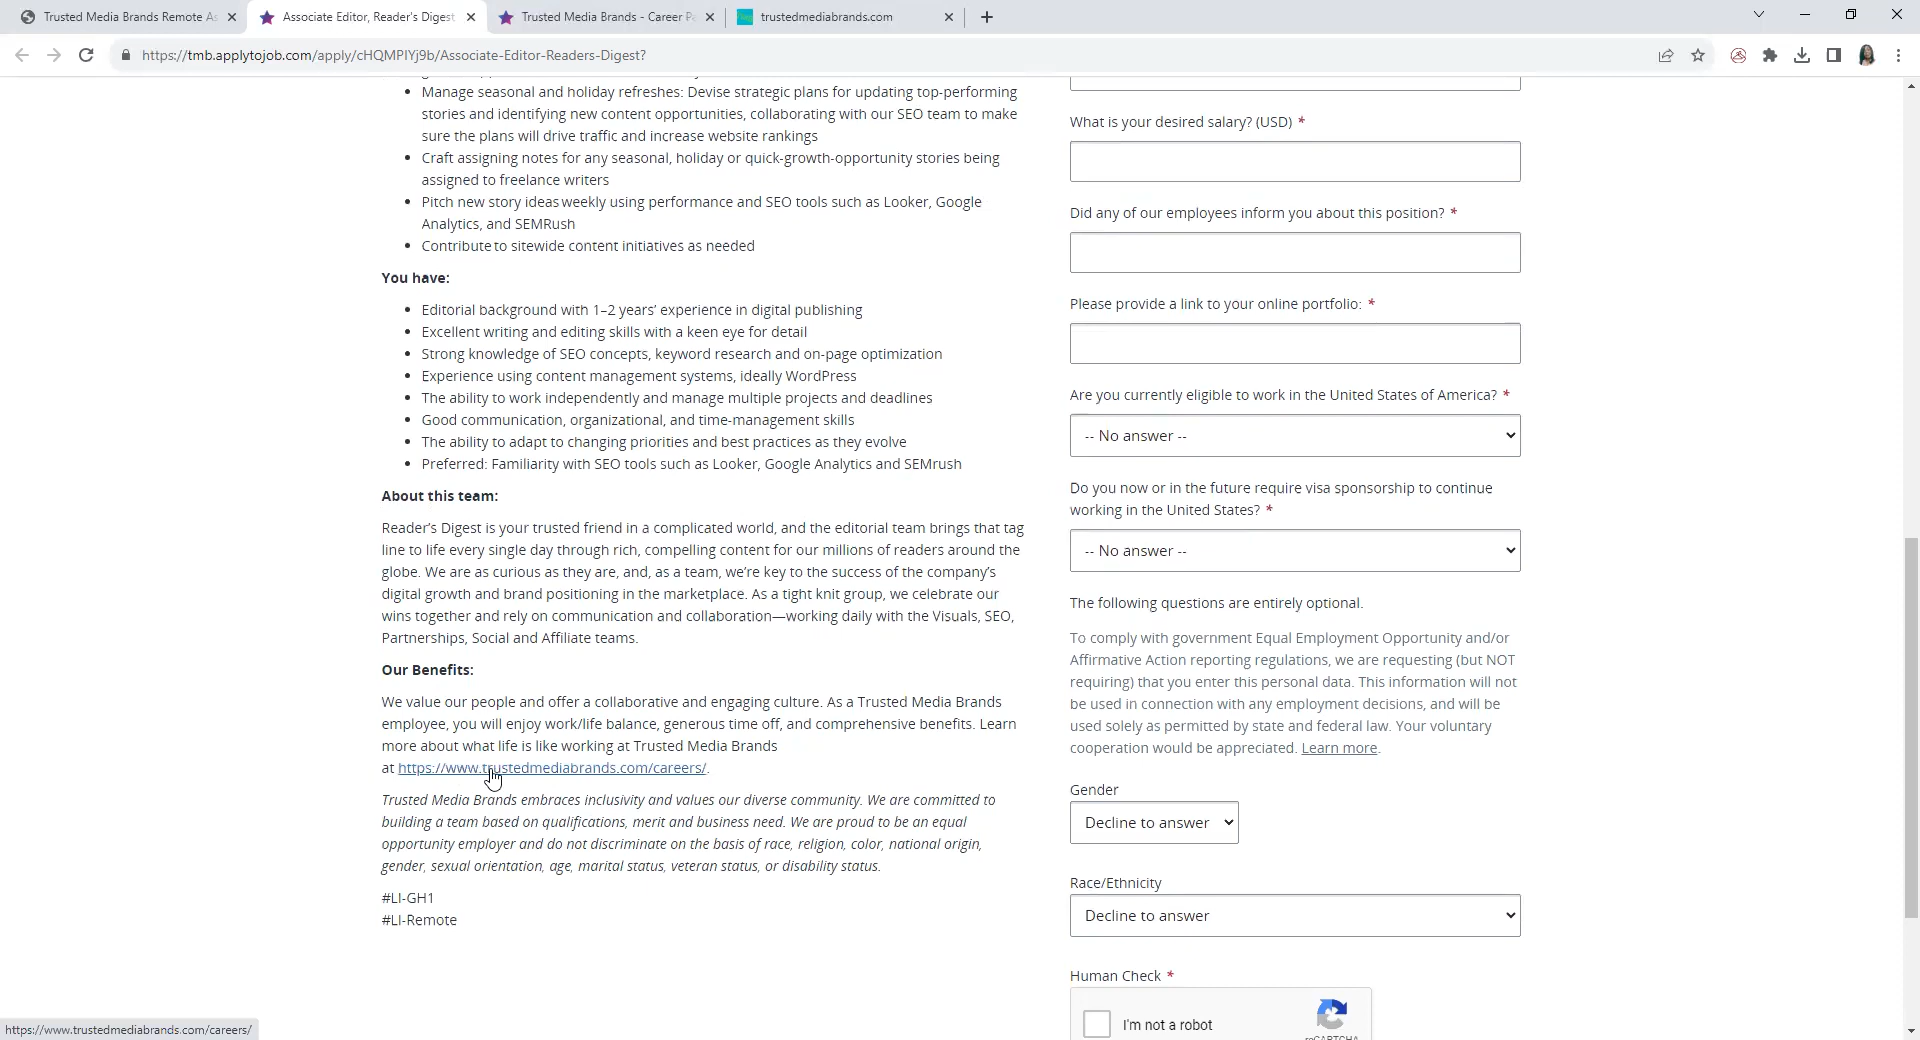 Trusted Media Brands Remote As
Associate Editor, Reader's Digest
Trusted Media Brands - Career Pa
trustedmediabrands.com
https://tmb.applytojob.com/apply/cHQMPIYj9b/Associate-Editor-Readers-Digest?
• Manage seasonal and holiday refreshes: Devise strategic plans for updating top-performing
stories and identifying new content opportunities, collaborating with our SEO team to make
sure the plans will drive traffic and increase website rankings
• Craft assigning notes for any seasonal, holiday or quick-growth-opportunity stories being
assigned to freelance writers
• Pitch new story ideas weekly using performance and SEO tools such as Looker, Google
Analytics, and SEMRush
• Contribute to sitewide content initiatives as needed
You have:
• Editorial background with 1–2 years’ experience in digital publishing
• Excellent writing and editing skills with a keen eye for detail
• Strong knowledge of SEO concepts, keyword research and on-page optimization
• Experience using content management systems, ideally WordPress
• The ability to work independently and manage multiple projects and deadlines
• Good communication, organizational, and time-management skills
• The ability to adapt to changing priorities and best practices as they evolve
• Preferred: Familiarity with SEO tools such as Looker, Google Analytics and SEMrush
About this team:
Reader’s Digest is your trusted friend in a complicated world, and the editorial team brings that tag
line to life every single day through rich, compelling content for our millions of readers around the
globe. We are as curious as they are, and, as a team, we’re key to the success of the company’s
digital growth and brand positioning in the marketplace. As a tight knit group, we celebrate our
wins together and rely on communication and collaboration—working daily with the Visuals, SEO,
Partnerships, Social and Affiliate teams.
Our Benefits:
We value our people and offer a collaborative and engaging culture. As a Trusted Media Brands
employee, you will enjoy work/life balance, generous time off, and comprehensive benefits. Learn
more about what life is like working at Trusted Media Brands
at https://www.trustedmediabrands.com/careers/.
Trusted Media Brands embraces inclusivity and values our diverse community. We are committed to
building a team based on qualifications, merit and business need. We are proud to be an equal
opportunity employer and do not discriminate on the basis of race, religion, color, national origin,
gender, sexual orientation, age, marital status, veteran status, or disability status.
#LI-GH1
#LI-Remote
What is your desired salary? (USD) *
Did any of our employees inform you about this position? *
Please provide a link to your online portfolio: *
Are you currently eligible to work in the United States of America? *
-- No answer --
Do you now or in the future require visa sponsorship to continue
working in the United States? *
-- No answer --
The following questions are entirely optional.
To comply with government Equal Employment Opportunity and/or
Affirmative Action reporting regulations, we are requesting (but NOT
requiring) that you enter this personal data. This information will not
be used in connection with any employment decisions, and will be
used solely as permitted by state and federal law. Your voluntary
cooperation would be appreciated. Learn more.
Gender
Decline to answer
Race/Ethnicity
Decline to answer
Human Check *
I'm not a robot
reCAPTCHA
https://www.trustedmediabrands.com/careers/